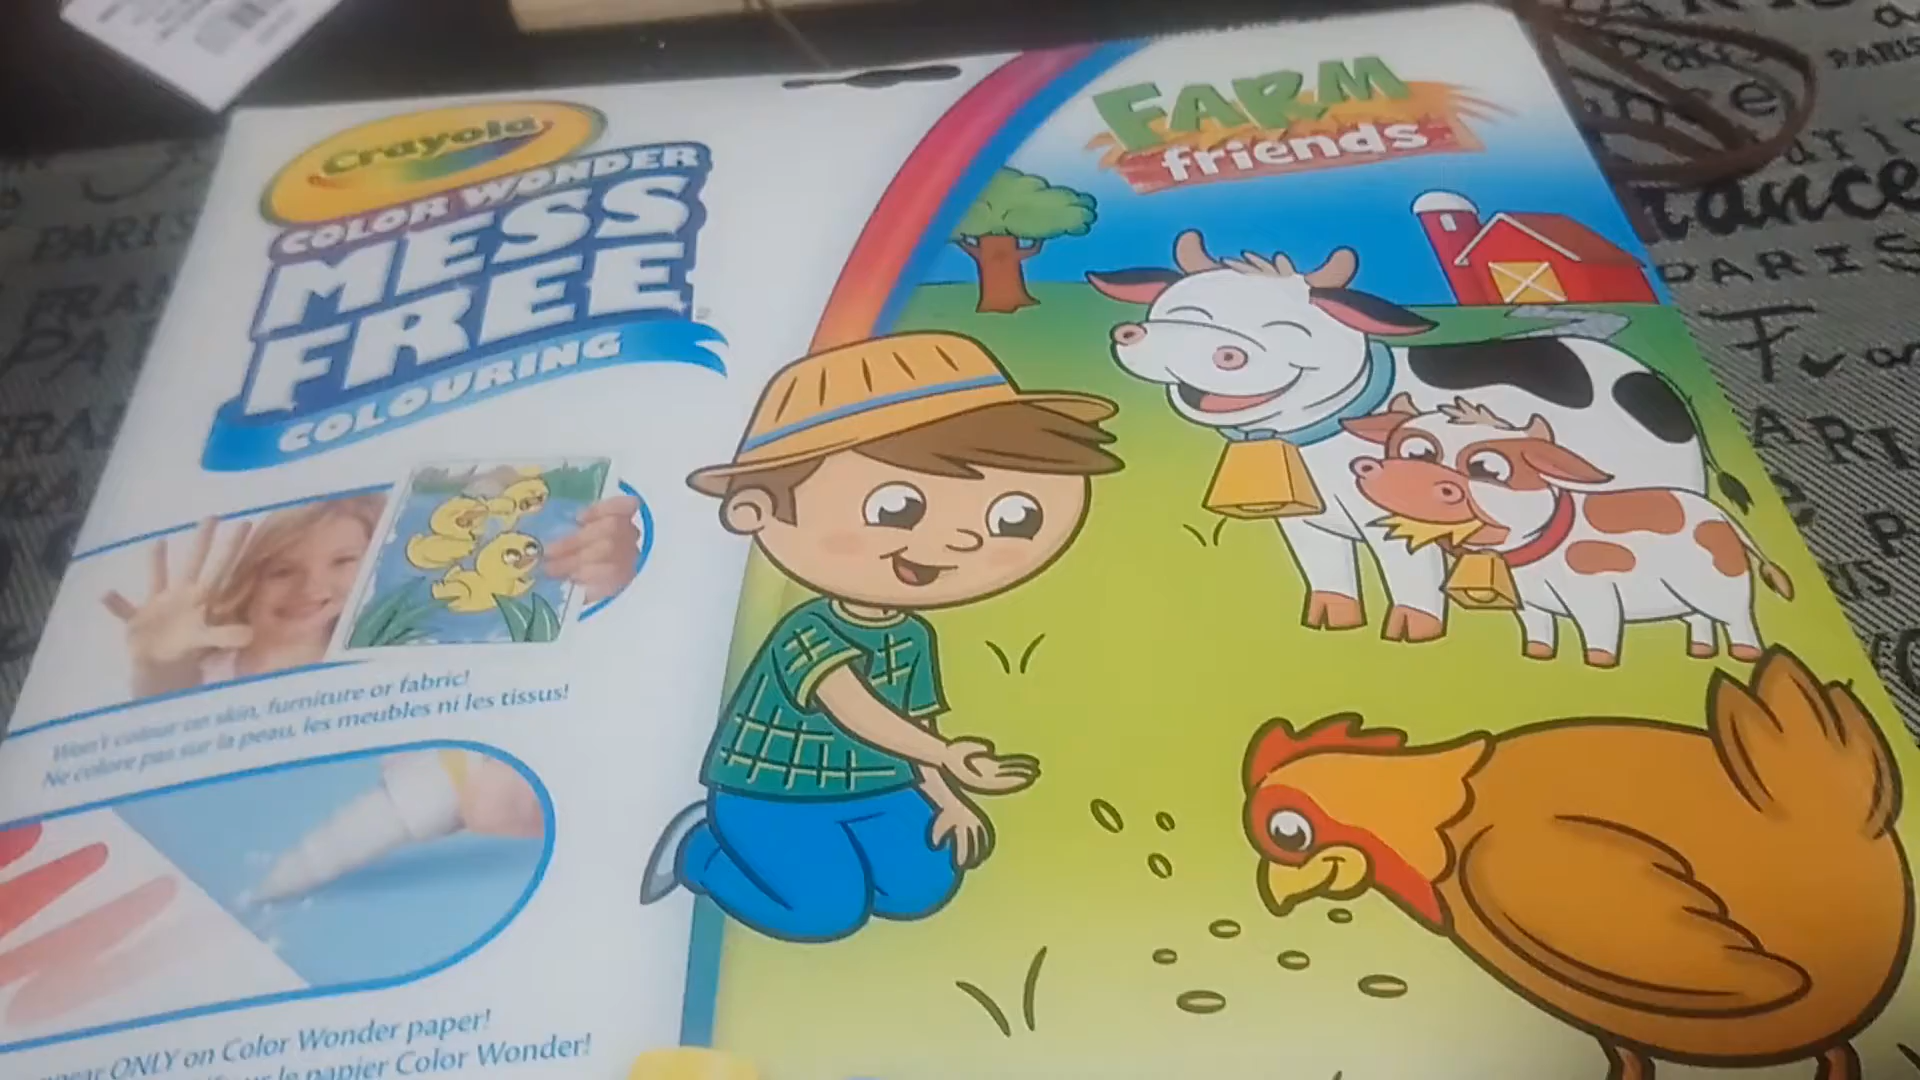 Crayola
COLOR WONDER
MESS
FREE
COLOURING
FARM
friends
Won't colour on skin, furniture or fabric!
Ne colore pas sur la peau, les meubles ni les tissus!
ONLY on Color Wonder paper!
le papier Color Wonder!
PARIS
PARIS
France
PARIS